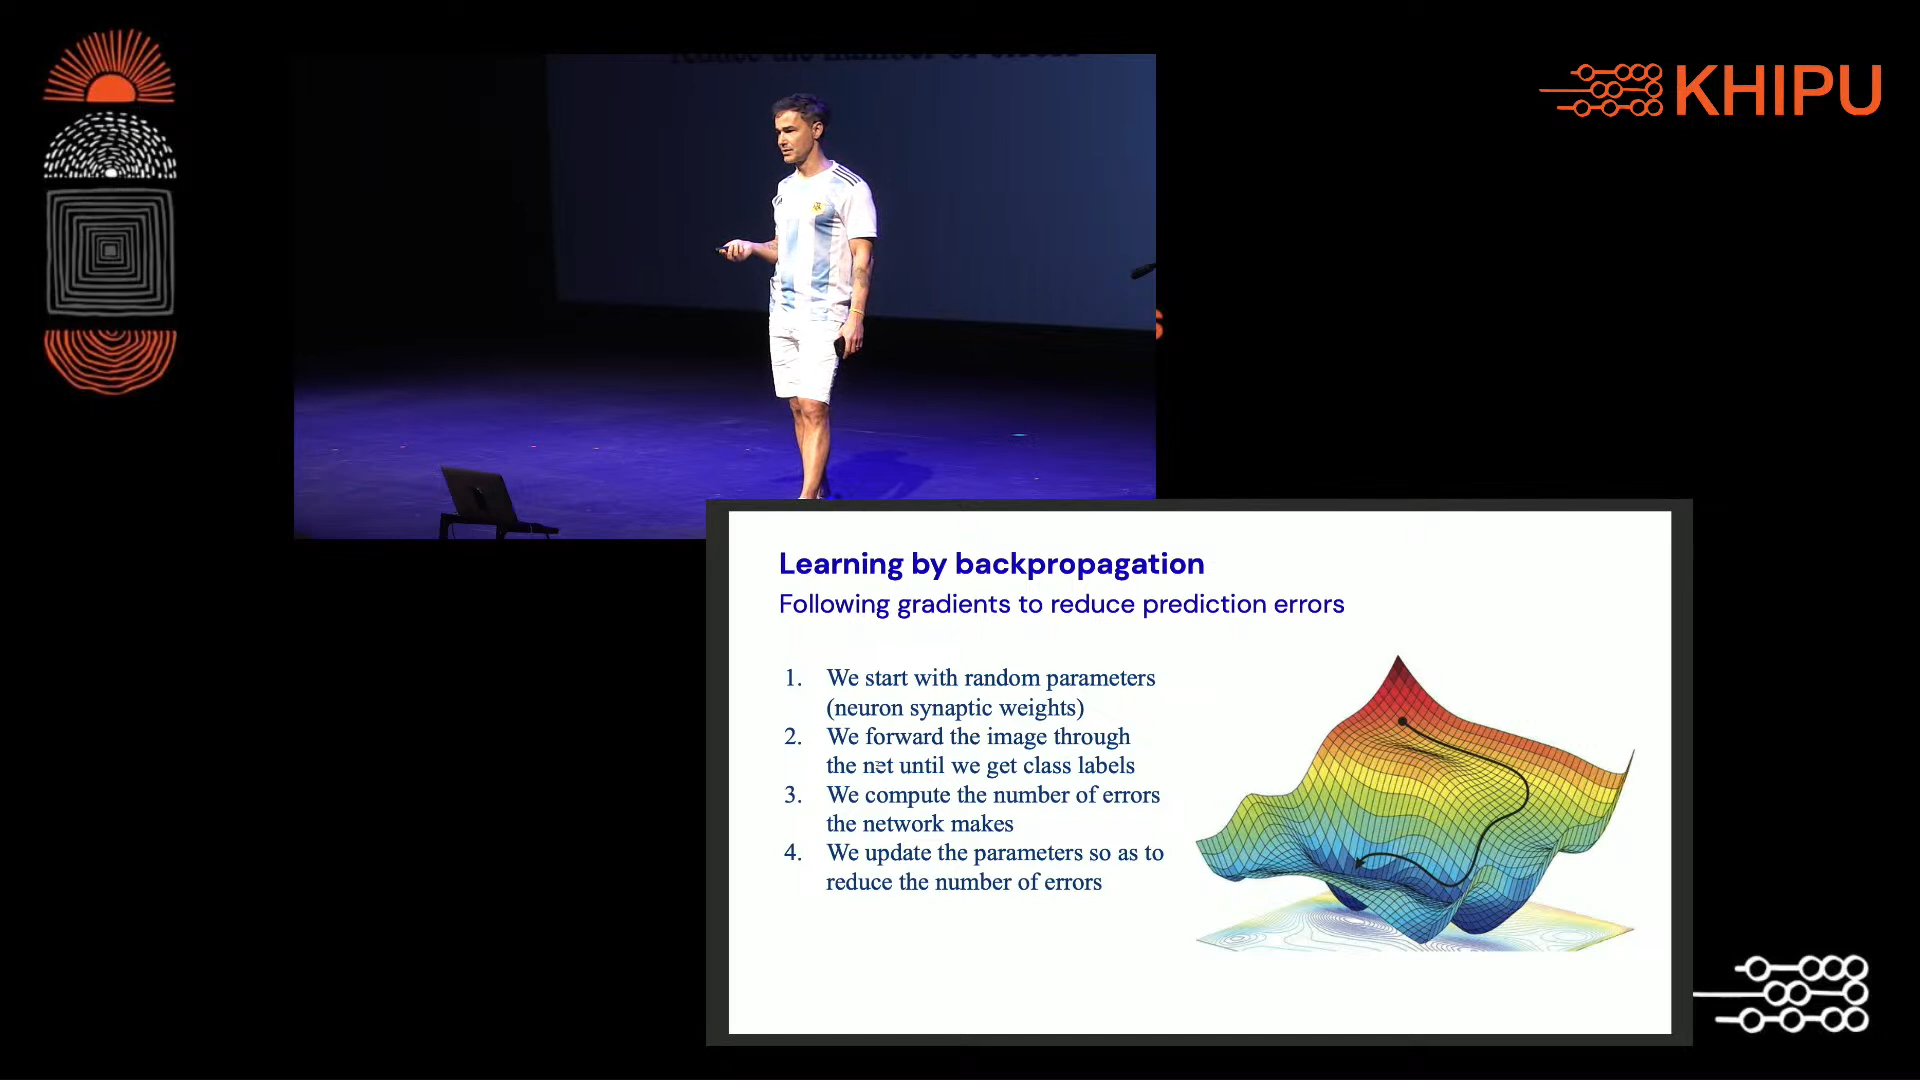 KHIPU
Learning by backpropagation
Following gradients to reduce prediction errors
1. We start with random parameters
(neuron synaptic weights)
2. We forward the image through
the net until we get class labels
3. We compute the number of errors
the network makes
4. We update the parameters so as to
reduce the number of errors